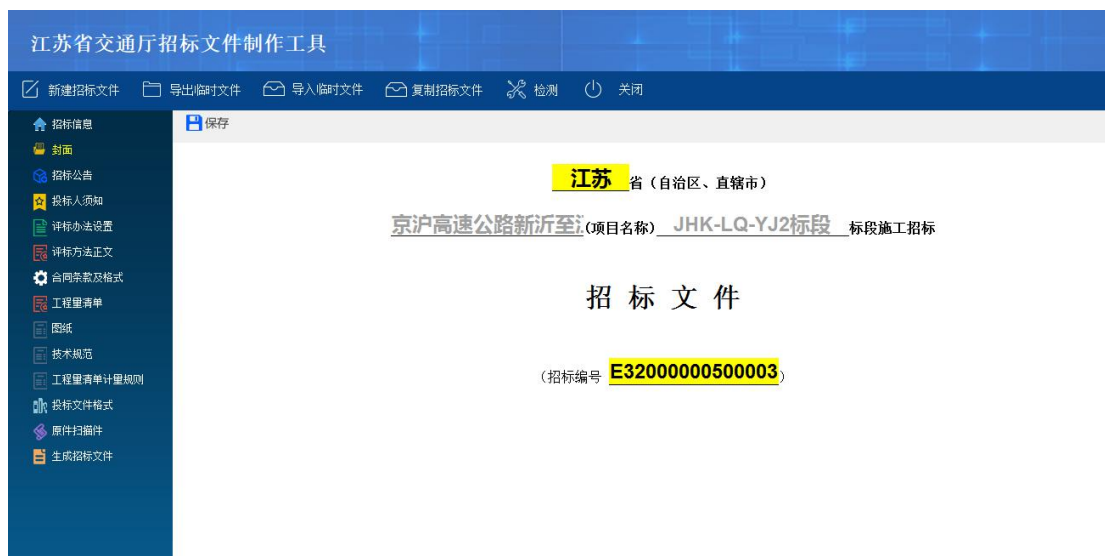 江苏省交通厅招标文件制作工具
新建招标文件 导出临时文件 导入临时文件 复制招标文件 检测 关闭
招标信息
封面
招标公告
投标人须知
评标办法设置
评标方法正文
合同条款及格式
工程量清单
图纸
技术规范
工程量清单计量规则
投标文件格式
原件扫描件
生成招标文件
保存
江苏 省（自治区、直辖市）
京沪高速公路新沂至(项目名称) JHK-LQ-YJ2标段 标段施工招标
招 标 文 件
（招标编号 E32000000500003）